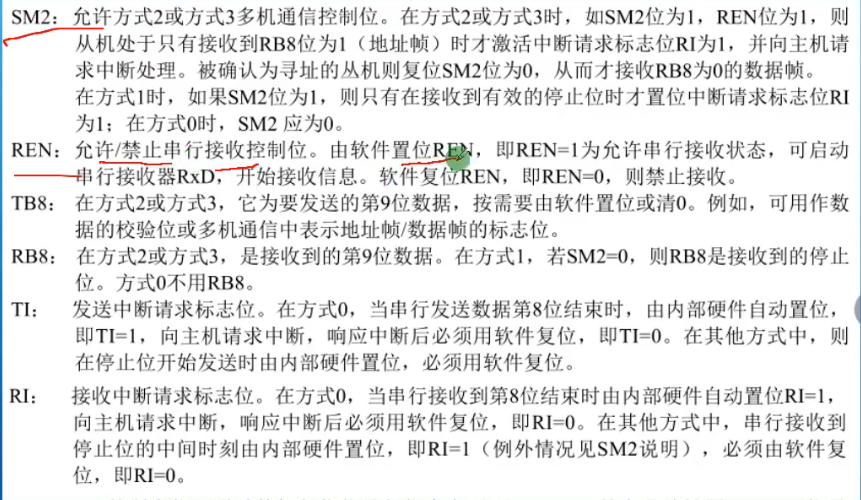 SM2：允许方式2或方式3多机通信控制位。在方式2或方式3时，如SM2位为1，REN位为1，则
从机处于只有接收到RB8位为1（地址帧）时才激活中断请求标志位RI为1，并向主机请
求中断处理。被确认为寻址的丛机则复位SM2位为0，从而才接收RB8为0的数据帧。
在方式1时，如果SM2位为1，则只有在接收到有效的停止位时才置位中断请求标志位RI
为1；在方式0时，SM2 应为0。
REN：允许/禁止串行接收控制位。由软件置位REN，即REN=1为允许串行接收状态，可启动
串行接收器RxD，开始接收信息。软件复位REN，即REN=0，则禁止接收。
TB8：在方式2或方式3，它为要发送的第9位数据，按需要由软件置位或清0。例如，可用作数
据的校验位或多机通信中表示地址帧/数据帧的标志位。
RB8：在方式2或方式3，是接收到的第9位数据。在方式1，若SM2=0，则RB8是接收到的停止
位。方式0不用RB8。
TI： 发送中断请求标志位。在方式0，当串行发送数据第8位结束时，由内部硬件自动置位，
即TI=1，向主机请求中断，响应中断后必须用软件复位，即TI=0。在其他方式中，则
在停止位开始发送时由内部硬件置位，必须用软件复位。
RI： 接收中断请求标志位。在方式0，当串行接收到第8位结束时由内部硬件自动置位RI=1，
向主机请求中断，响应中断后必须用软件复位，即RI=0。在其他方式中，串行接收到
停止位的中间时刻由内部硬件置位，即RI=1（例外情况见SM2说明），必须由软件复
位，即RI=0。